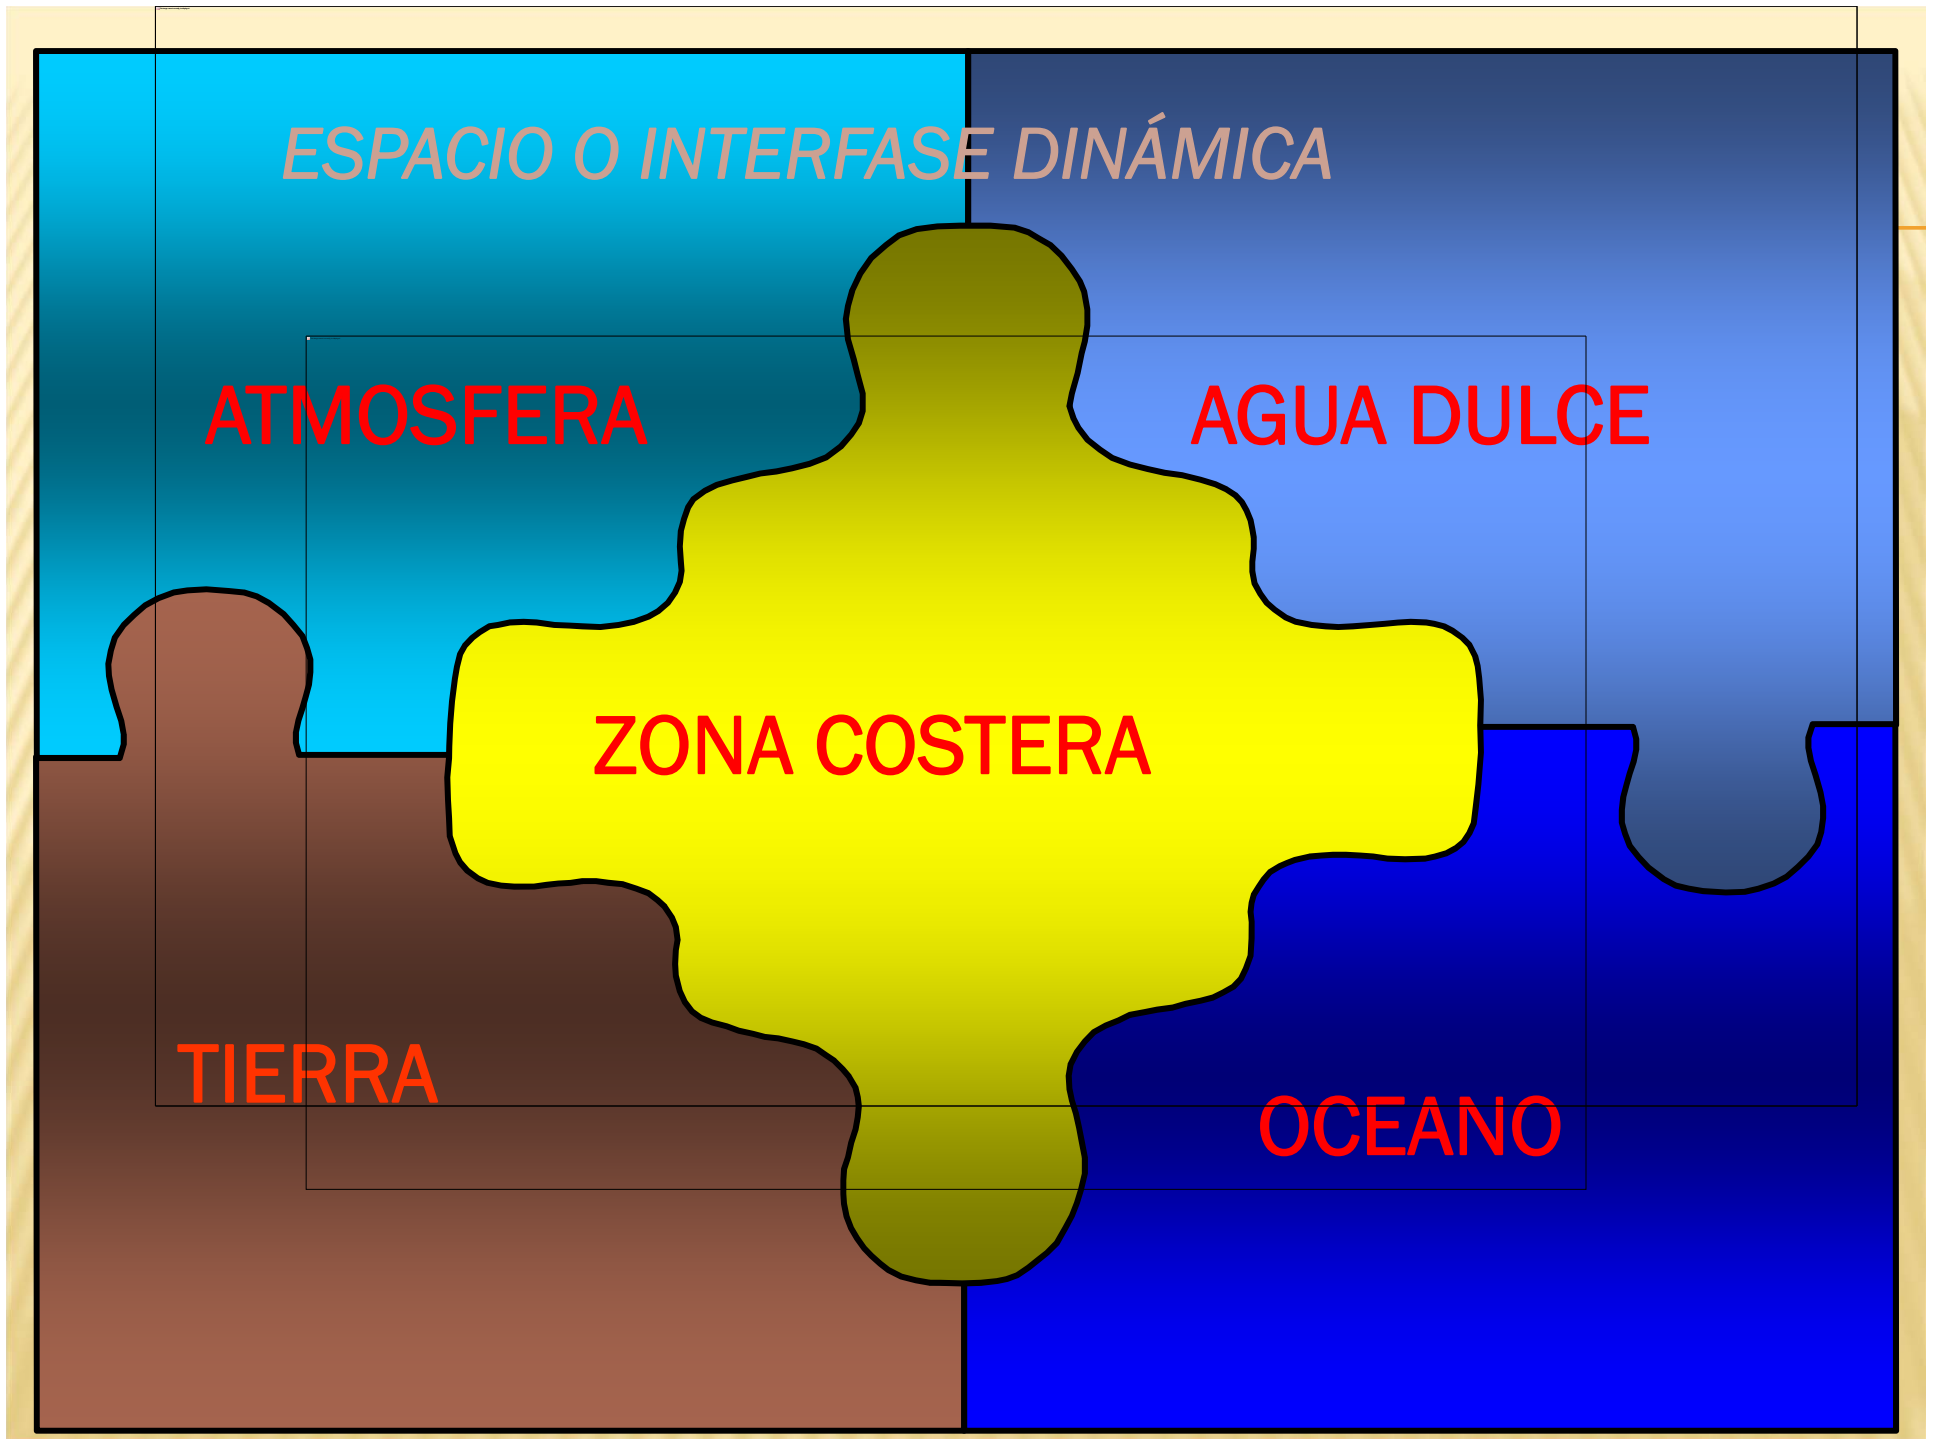 ESPACIO O INTERFASE DINÁMICA
ATMOSFERA
AGUA DULCE
ZONA COSTERA
TIERRA
OCEANO